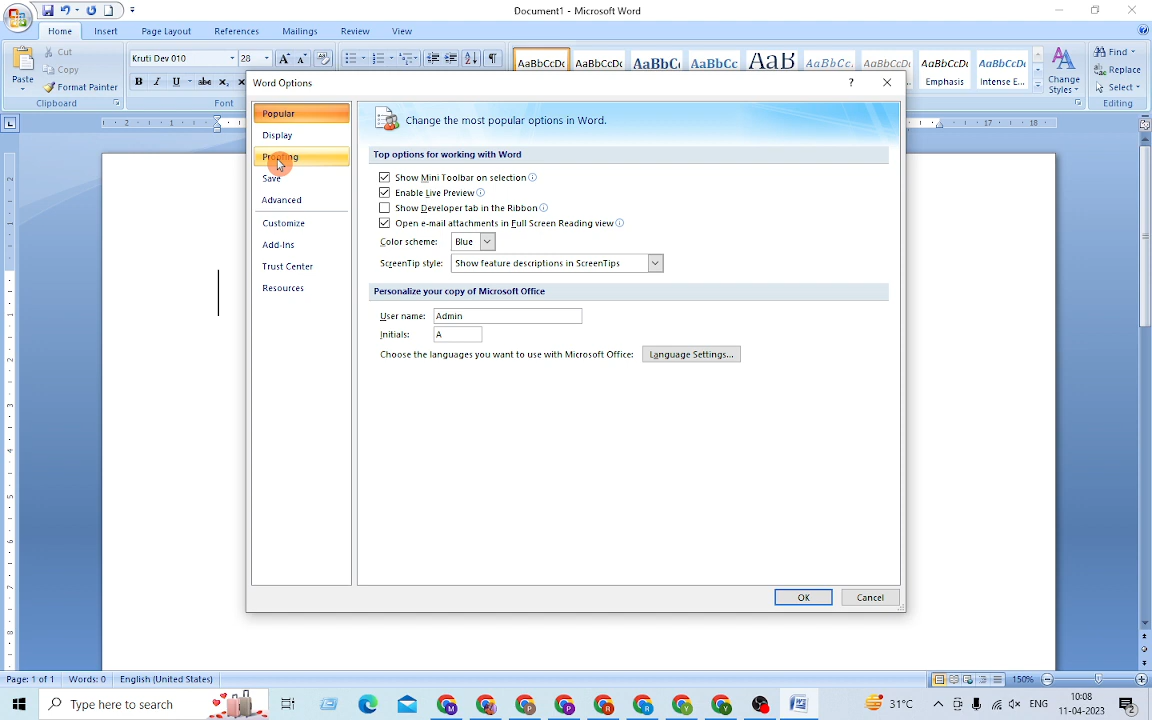 Document1 - Microsoft Word
Home Insert Page Layout References Mailings Review View
Paste Cut
Copy
Format Painter
Clipboard
Kruti Dev 010 28
B I U abc
Font
AaBbCcDc AaBbCcDc AaBbC AaBbCc AaB AaBbCc. AaBbCcDt AaBbCcDt
Emphasis Intense E...
Change Styles
Find
Replace
Select
Editing
Word Options
Popular
Display
Proofing
Save
Advanced
Customize
Add-Ins
Trust Center
Resources
Change the most popular options in Word.
Top options for working with Word
Show Mini Toolbar on selection
Enable Live Preview
Show Developer tab in the Ribbon
Open e-mail attachments in Full Screen Reading view
Color scheme: Blue
ScreenTip style: Show feature descriptions in ScreenTips
Personalize your copy of Microsoft Office
User name: Admin
Initials: A
Choose the languages you want to use with Microsoft Office: Language Settings...
OK Cancel
Page: 1 of 1 Words: 0 English (United States) 150%
Type here to search
31°C ENG 10:08
11-04-2023